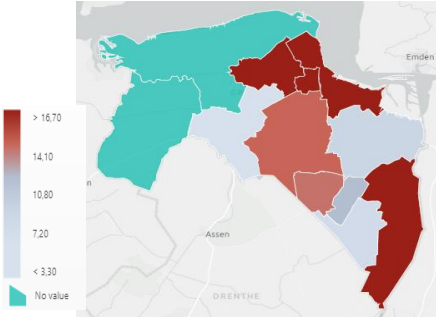 Emden
> 16,70
14,10
10,80
7,20
< 3,30
No value
n
Assen
DRENTHE